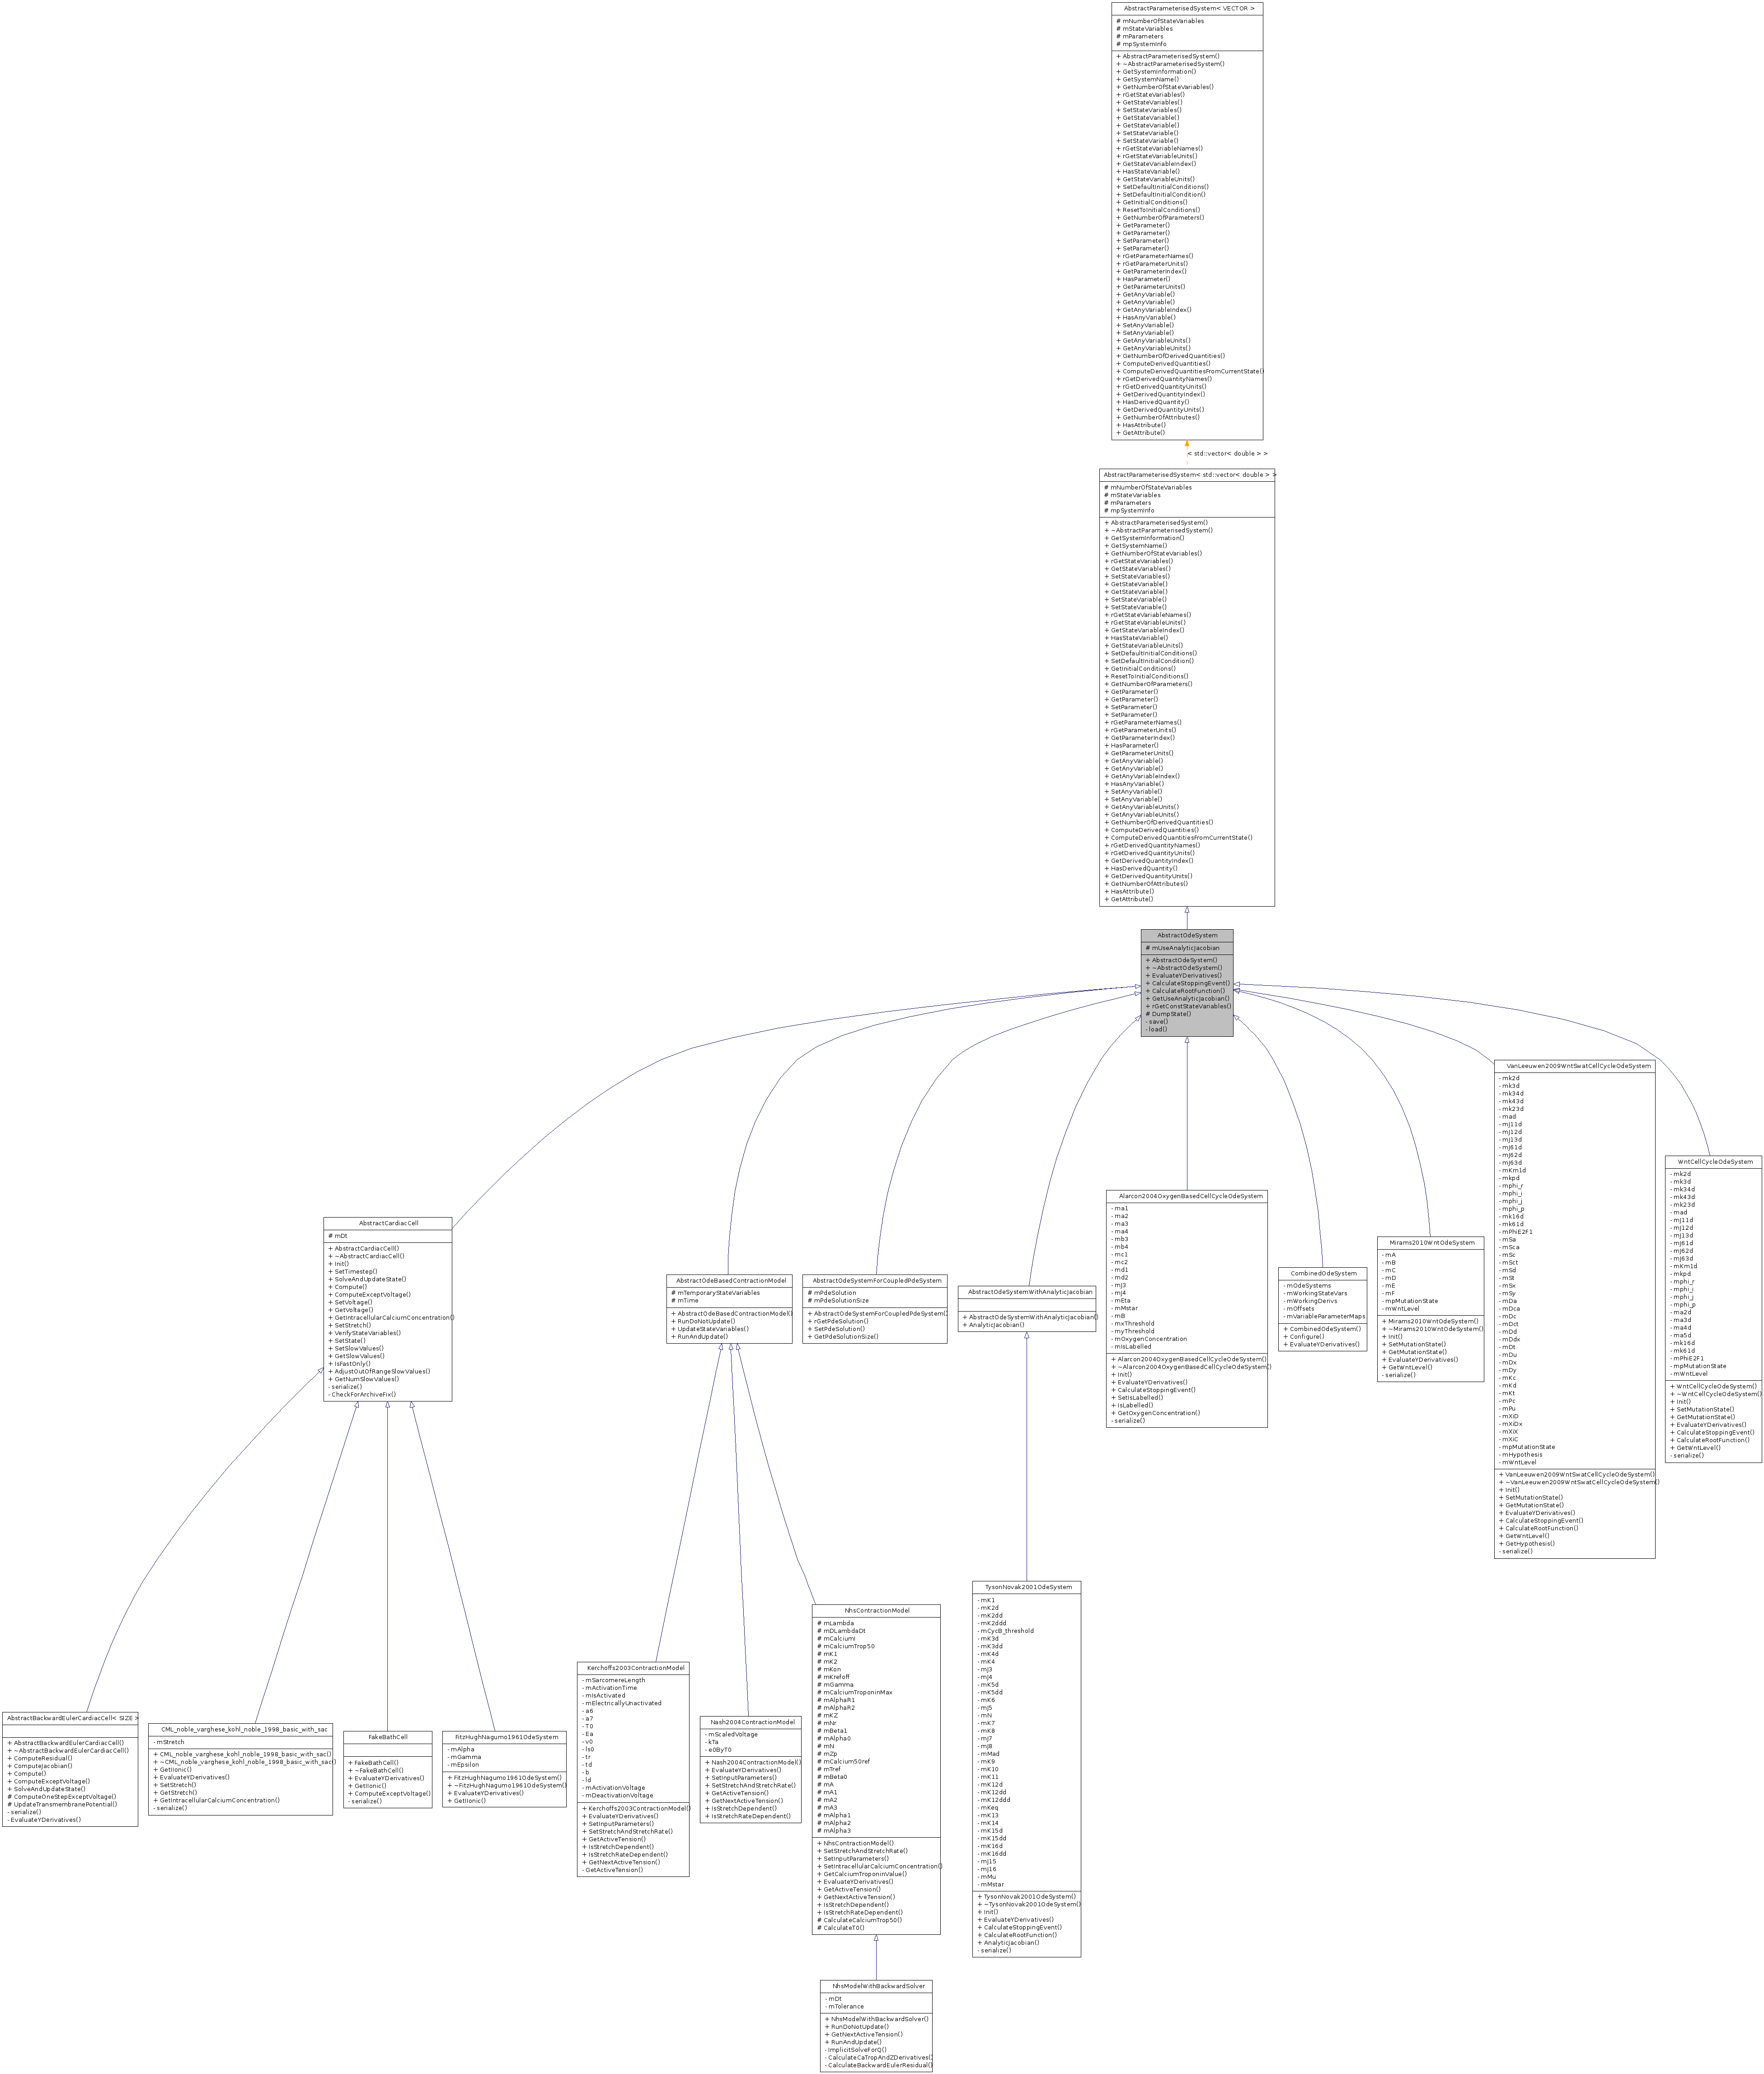 AbstractParameterisedSystem< VECTOR >
# mNumberOfStateVariables
# mStateVariables
# mParameters
# mpSystemInfo
+ AbstractParameterisedSystem()
+ ~AbstractParameterisedSystem()
+ GetSystemInformation()
+ GetSystemName()
+ GetNumberOfStateVariables()
+ rGetStateVariables()
+ GetStateVariables()
+ SetStateVariables()
+ GetStateVariable()
+ GetStateVariable()
+ SetStateVariable()
+ SetStateVariable()
+ rGetStateVariableNames()
+ rGetStateVariableUnits()
+ GetStateVariableIndex()
+ HasStateVariable()
+ GetStateVariableUnits()
+ SetDefaultInitialConditions()
+ SetDefaultInitialCondition()
+ GetInitialConditions()
+ ResetToInitialConditions()
+ GetNumberOfParameters()
+ GetParameter()
+ GetParameter()
+ SetParameter()
+ SetParameter()
+ rGetParameterNames()
+ rGetParameterUnits()
+ GetParameterIndex()
+ HasParameter()
+ GetParameterUnits()
+ GetAnyVariable()
+ GetAnyVariable()
+ GetAnyVariableIndex()
+ HasAnyVariable()
+ SetAnyVariable()
+ SetAnyVariable()
+ GetAnyVariableUnits()
+ GetAnyVariableUnits()
+ GetNumberOfDerivedQuantities()
+ ComputeDerivedQuantities()
+ ComputeDerivedQuantitiesFromCurrentState()
+ rGetDerivedQuantityNames()
+ rGetDerivedQuantityUnits()
+ GetDerivedQuantityIndex()
+ HasDerivedQuantity()
+ GetDerivedQuantityUnits()
+ GetNumberOfAttributes()
+ HasAttribute()
+ GetAttribute()
< std::vector< double > >
AbstractParameterisedSystem< std::vector< double > >
# mNumberOfStateVariables
# mStateVariables
# mParameters
# mpSystemInfo
+ AbstractParameterisedSystem()
+ ~AbstractParameterisedSystem()
+ GetSystemInformation()
+ GetSystemName()
+ GetNumberOfStateVariables()
+ rGetStateVariables()
+ GetStateVariables()
+ SetStateVariables()
+ GetStateVariable()
+ GetStateVariable()
+ SetStateVariable()
+ SetStateVariable()
+ rGetStateVariableNames()
+ rGetStateVariableUnits()
+ GetStateVariableIndex()
+ HasStateVariable()
+ GetStateVariableUnits()
+ SetDefaultInitialConditions()
+ SetDefaultInitialCondition()
+ GetInitialConditions()
+ ResetToInitialConditions()
+ GetNumberOfParameters()
+ GetParameter()
+ GetParameter()
+ SetParameter()
+ SetParameter()
+ rGetParameterNames()
+ rGetParameterUnits()
+ GetParameterIndex()
+ HasParameter()
+ GetParameterUnits()
+ GetAnyVariable()
+ GetAnyVariable()
+ GetAnyVariableIndex()
+ HasAnyVariable()
+ SetAnyVariable()
+ SetAnyVariable()
+ GetAnyVariableUnits()
+ GetAnyVariableUnits()
+ GetNumberOfDerivedQuantities()
+ ComputeDerivedQuantities()
+ ComputeDerivedQuantitiesFromCurrentState()
+ rGetDerivedQuantityNames()
+ rGetDerivedQuantityUnits()
+ GetDerivedQuantityIndex()
+ HasDerivedQuantity()
+ GetDerivedQuantityUnits()
+ GetNumberOfAttributes()
+ HasAttribute()
+ GetAttribute()
AbstractOdeSystem
# mUseAnalyticJacobian
+ AbstractOdeSystem()
+ ~AbstractOdeSystem()
+ EvaluateYDerivatives()
+ CalculateStoppingEvent()
+ CalculateRootFunction()
+ GetUseAnalyticJacobian()
+ rGetConstStateVariables()
# DumpState()
- save()
- load()
AbstractCardiacCell
# mDt
+ AbstractCardiacCell()
+ ~AbstractCardiacCell()
+ Init()
+ SetTimestep()
+ SolveAndUpdateState()
+ Compute()
+ ComputeExceptVoltage()
+ SetVoltage()
+ GetVoltage()
+ GetIntracellularCalciumConcentration()
+ SetStretch()
+ VerifyStateVariables()
+ SetState()
+ SetSlowValues()
+ GetSlowValues()
+ IsFastOnly()
+ AdjustOutOfRangeSlowValues()
+ GetNumSlowValues()
- serialize()
- CheckForArchiveFix()
AbstractOdeBasedContractionModel
# mTemporaryStateVariables
# mTime
+ AbstractOdeBasedContractionModel()
+ RunDoNotUpdate()
+ UpdateStateVariables()
+ RunAndUpdate()
AbstractOdeSystemForCoupledPdeSystem
# mPdeSolution
# mPdeSolutionSize
+ AbstractOdeSystemForCoupledPdeSystem()
+ rGetPdeSolution()
+ SetPdeSolution()
+ GetPdeSolutionSize()
AbstractOdeSystemWithAnalyticJacobian
+ AbstractOdeSystemWithAnalyticJacobian()
+ AnalyticJacobian()
Alarcon2004OxygenBasedCellCycleOdeSystem
- ma1
- ma2
- ma3
- ma4
- mb3
- mb4
- mc1
- mc2
- md1
- md2
- mJ3
- mJ4
- mEta
- mMstar
- mB
- mxThreshold
- myThreshold
- mOxygenConcentration
- mIsLabelled
+ Alarcon2004OxygenBasedCellCycleOdeSystem()
+ ~Alarcon2004OxygenBasedCellCycleOdeSystem()
+ Init()
+ EvaluateYDerivatives()
+ CalculateStoppingEvent()
+ SetIsLabelled()
+ IsLabelled()
+ GetOxygenConcentration()
- serialize()
CombinedOdeSystem
- mOdeSystems
- mWorkingStateVars
- mWorkingDerivs
- mOffsets
- mVariableParameterMaps
+ CombinedOdeSystem()
+ Configure()
+ EvaluateYDerivatives()
Mirams2010WntOdeSystem
- mA
- mB
- mC
- mD
- mE
- mF
- mpMutationState
- mWntLevel
+ Mirams2010WntOdeSystem()
+ ~Mirams2010WntOdeSystem()
+ Init()
+ SetMutationState()
+ GetMutationState()
+ EvaluateYDerivatives()
+ GetWntLevel()
- serialize()
VanLeeuwen2009WntSwatCellCycleOdeSystem
- mk2d
- mk3d
- mk34d
- mk43d
- mk23d
- mad
- mJ11d
- mJ12d
- mJ13d
- mJ61d
- mJ62d
- mJ63d
- mKm1d
- mkpd
- mphi_r
- mphi_i
- mphi_j
- mphi_p
- mk16d
- mk61d
- mPhiE2F1
- mSa
- mSca
- mSc
- mSct
- mSd
- mSt
- mSx
- mSy
- mDa
- mDca
- mDc
- mDct
- mDd
- mDdx
- mDt
- mDu
- mDx
- mDy
- mKc
- mKd
- mKt
- mPc
- mPu
- mXiD
- mXiDx
- mXiX
- mXiC
- mpMutationState
- mHypothesis
- mWntLevel
+ VanLeeuwen2009WntSwatCellCycleOdeSystem()
+ ~VanLeeuwen2009WntSwatCellCycleOdeSystem()
+ Init()
+ SetMutationState()
+ GetMutationState()
+ EvaluateYDerivatives()
+ CalculateStoppingEvent()
+ CalculateRootFunction()
+ GetWntLevel()
+ GetHypothesis()
- serialize()
WntCellCycleOdeSystem
- mk2d
- mk3d
- mk34d
- mk43d
- mk23d
- mad
- mJ11d
- mJ12d
- mJ13d
- mJ61d
- mJ62d
- mJ63d
- mKm1d
- mkpd
- mphi_r
- mphi_i
- mphi_j
- mphi_p
- ma2d
- ma3d
- ma4d
- ma5d
- mk16d
- mk61d
- mPhiE2F1
- mpMutationState
- mWntLevel
+ WntCellCycleOdeSystem()
+ ~WntCellCycleOdeSystem()
+ Init()
+ SetMutationState()
+ GetMutationState()
+ EvaluateYDerivatives()
+ CalculateStoppingEvent()
+ CalculateRootFunction()
+ GetWntLevel()
- serialize()
AbstractBackwardEulerCardiacCell< SIZE >
+ AbstractBackwardEulerCardiacCell()
+ ~AbstractBackwardEulerCardiacCell()
+ ComputeResidual()
+ ComputeJacobian()
+ Compute()
+ ComputeExceptVoltage()
+ SolveAndUpdateState()
# ComputeOneStepExceptVoltage()
# UpdateTransmembranePotential()
- serialize()
- EvaluateYDerivatives()
CML_noble_varghese_kohl_noble_1998_basic_with_sac
- mStretch
+ CML_noble_varghese_kohl_noble_1998_basic_with_sac()
+ ~CML_noble_varghese_kohl_noble_1998_basic_with_sac()
+ GetIIonic()
+ EvaluateYDerivatives()
+ SetStretch()
+ GetStretch()
+ GetIntracellularCalciumConcentration()
- serialize()
FakeBathCell
+ FakeBathCell()
+ ~FakeBathCell()
+ EvaluateYDerivatives()
+ GetIIonic()
+ ComputeExceptVoltage()
- serialize()
FitzHughNagumo1961OdeSystem
- mAlpha
- mGamma
- mEpsilon
+ FitzHughNagumo1961OdeSystem()
+ ~FitzHughNagumo1961OdeSystem()
+ EvaluateYDerivatives()
+ GetIIonic()
Kerchoffs2003ContractionModel
- mSarcomereLength
- mActivationTime
- mIsActivated
- mElectricallyUnactivated
- a6
- a7
- T0
- Ea
- v0
- ls0
- tr
- td
- b
- ld
- mActivationVoltage
- mDeactivationVoltage
+ Kerchoffs2003ContractionModel()
+ EvaluateYDerivatives()
+ SetInputParameters()
+ SetStretchAndStretchRate()
+ GetActiveTension()
+ IsStretchDependent()
+ IsStretchRateDependent()
+ GetNextActiveTension()
- GetActiveTension()
Nash2004ContractionModel
- mScaledVoltage
- kTa
- e0ByT0
+ Nash2004ContractionModel()
+ EvaluateYDerivatives()
+ SetInputParameters()
+ SetStretchAndStretchRate()
+ GetActiveTension()
+ GetNextActiveTension()
+ IsStretchDependent()
+ IsStretchRateDependent()
NhsContractionModel
# mLambda
# mDLambdaDt
# mCalciumI
# mCalciumTrop50
# mK1
# mK2
# mKon
# mKrefoff
# mGamma
# mCalciumTroponinMax
# mAlphaR1
# mAlphaR2
# mKZ
# mNr
# mBeta1
# mAlpha0
# mN
# mZp
# mCalcium50ref
# mTref
# mBeta0
# mA
# mA1
# mA2
# mA3
# mAlpha1
# mAlpha2
# mAlpha3
+ NhsContractionModel()
+ SetStretchAndStretchRate()
+ SetInputParameters()
+ SetIntracellularCalciumConcentration()
+ GetCalciumTroponinValue()
+ EvaluateYDerivatives()
+ GetActiveTension()
+ GetNextActiveTension()
+ IsStretchDependent()
+ IsStretchRateDependent()
# CalculateCalciumTrop50()
# CalculateT0()
TysonNovak2001OdeSystem
- mK1
- mK2d
- mK2dd
- mK2ddd
- mCycB_threshold
- mK3d
- mK3dd
- mK4d
- mK4
- mJ3
- mJ4
- mK5d
- mK5dd
- mK6
- mJ5
- mN
- mK7
- mK8
- mJ7
- mJ8
- mMad
- mK9
- mK10
- mK11
- mK12d
- mK12dd
- mK12ddd
- mKeq
- mK13
- mK14
- mK15d
- mK15dd
- mK16d
- mK16dd
- mJ15
- mJ16
- mMu
- mMstar
+ TysonNovak2001OdeSystem()
+ ~TysonNovak2001OdeSystem()
+ Init()
+ EvaluateYDerivatives()
+ CalculateStoppingEvent()
+ CalculateRootFunction()
+ AnalyticJacobian()
- serialize()
NhsModelWithBackwardSolver
- mDt
- mTolerance
+ NhsModelWithBackwardSolver()
+ RunDoNotUpdate()
+ GetNextActiveTension()
+ RunAndUpdate()
- ImplicitSolveForQ()
- CalculateCaTropAndZDerivatives()
- CalculateBackwardEulerResidual()